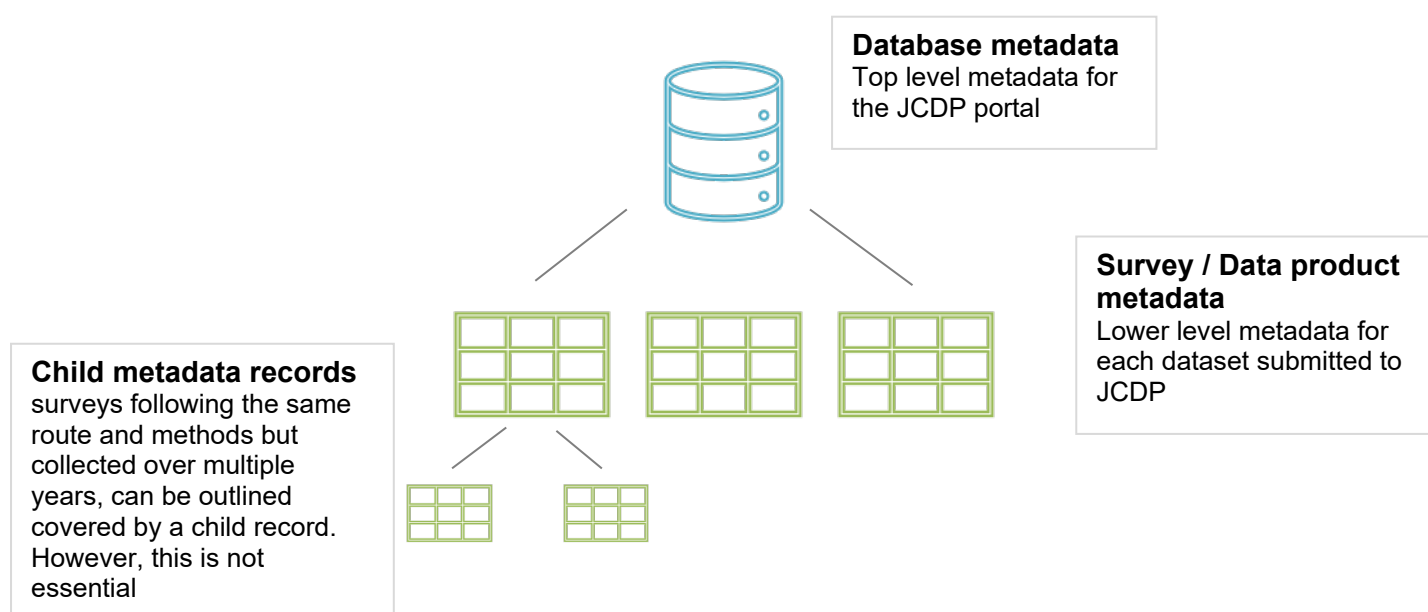 Database metadata
Top level metadata for
the JCDP portal
Survey / Data product
metadata
Lower level metadata for
each dataset submitted to
JCDP
Child metadata records
surveys following the same
route and methods but
collected over multiple
years, can be outlined
covered by a child record.
However, this is not
essential